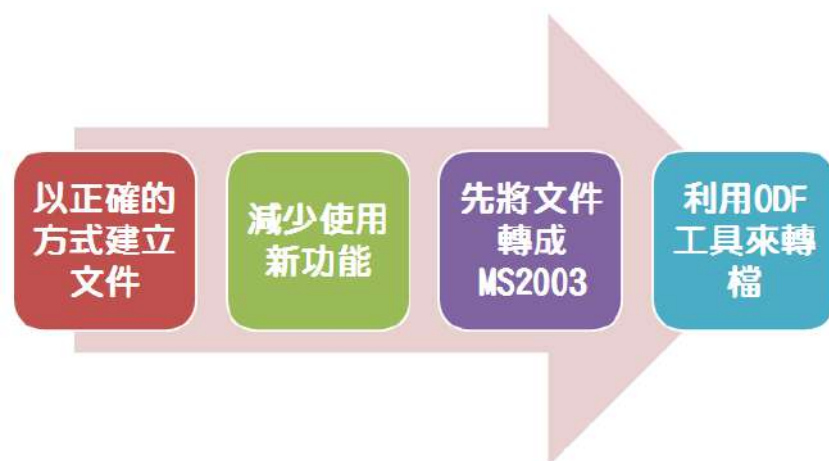 以正確的
方式建立
文件
減少使用
新功能
先將文件
轉成
MS2003
利用ODF
工具來轉
檔